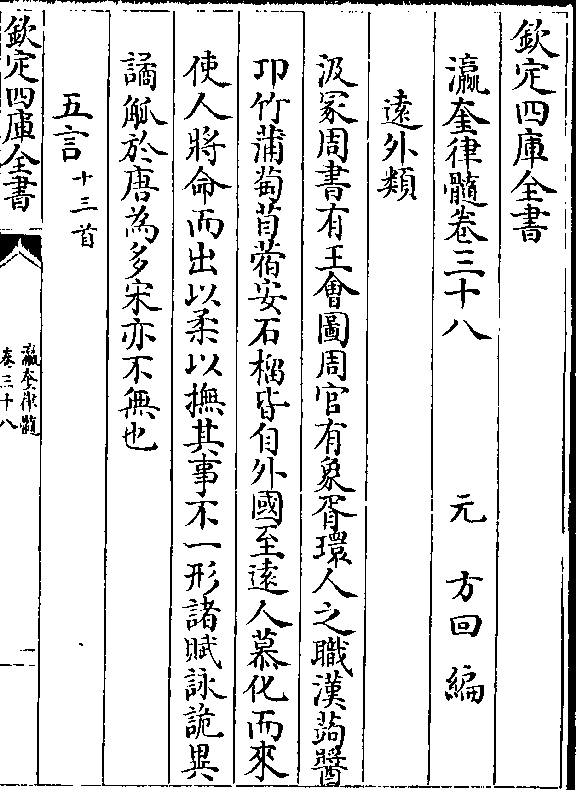 欽定四庫全書
瀛奎律髓卷三十八 元 方回 編
遠外類
汲冢周書有王會圖周官有象胥環人之職漢蒟醬
卭竹蒲萄苜蓿安石榴皆自外國至遠人慕化而來
使人將命而出以柔以撫其事不一形諸賦詠詭異
譎觚於唐為多宋亦不無也
五言十三首
欽定四庫全書
瀛奎律髓
卷三十八
一